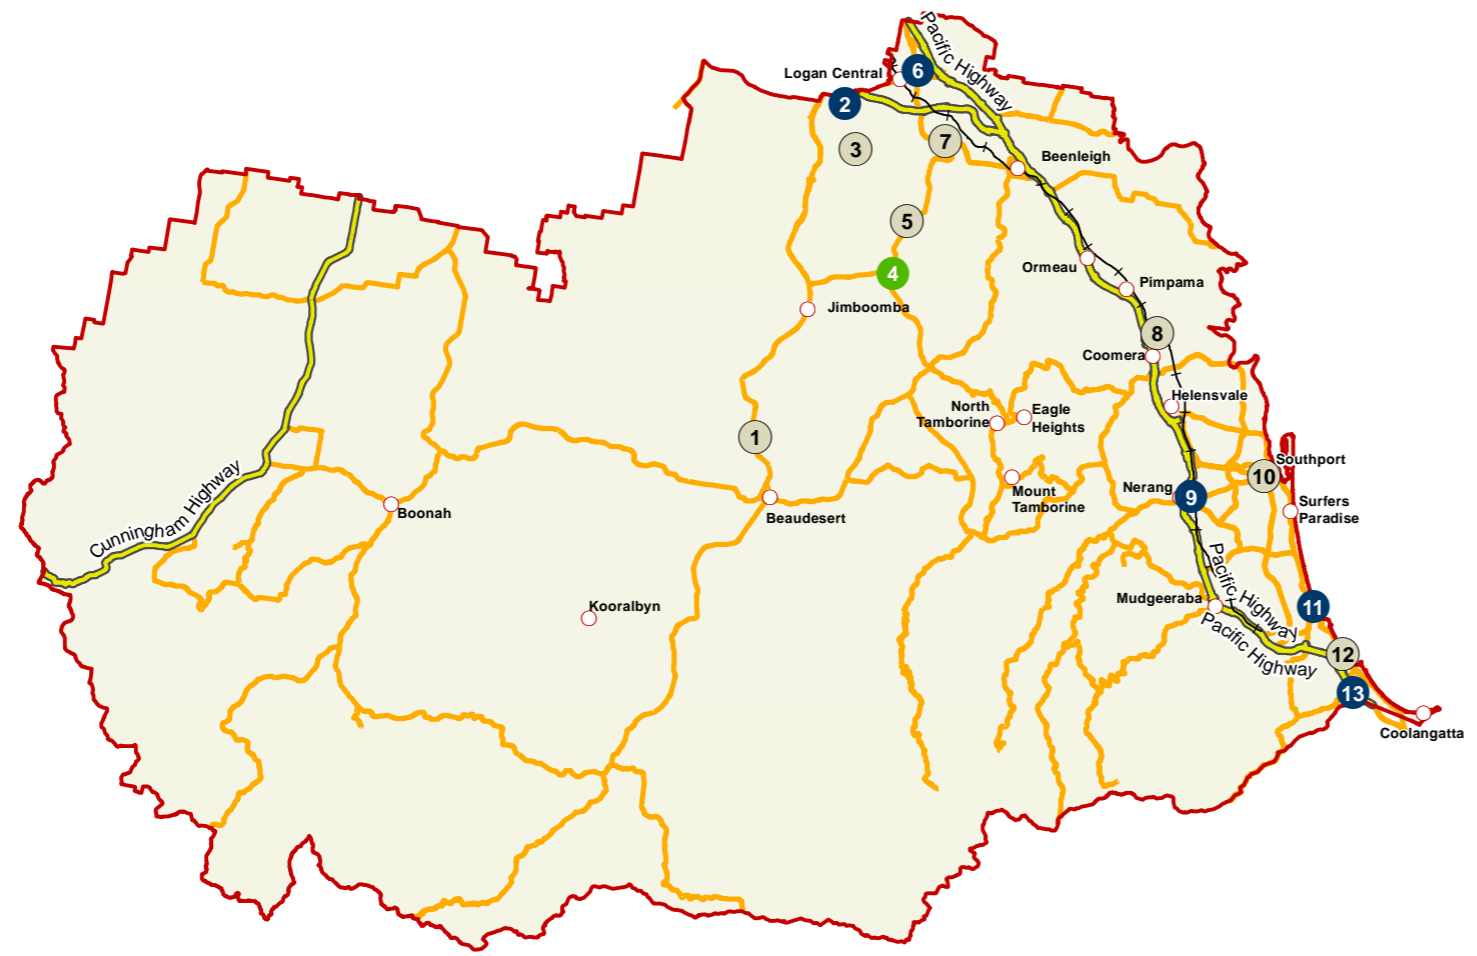 Pacific Highway
Logan Central
6
2
3
7
Beenleigh
5
4
Ormeau
Pimpama
Jimboomba
8
Coomera
Helensvale
North
Tamborine
Eagle
Heights
1
Southport
10
Cunningham Highway
Mount
Tamborine
Nerang
9
Surfers
Paradise
Boonah
Beaudesert
Pacific Highway
Mudgeeraba
Kooralbyn
11
Pacific Highway
12
13
Coolangatta